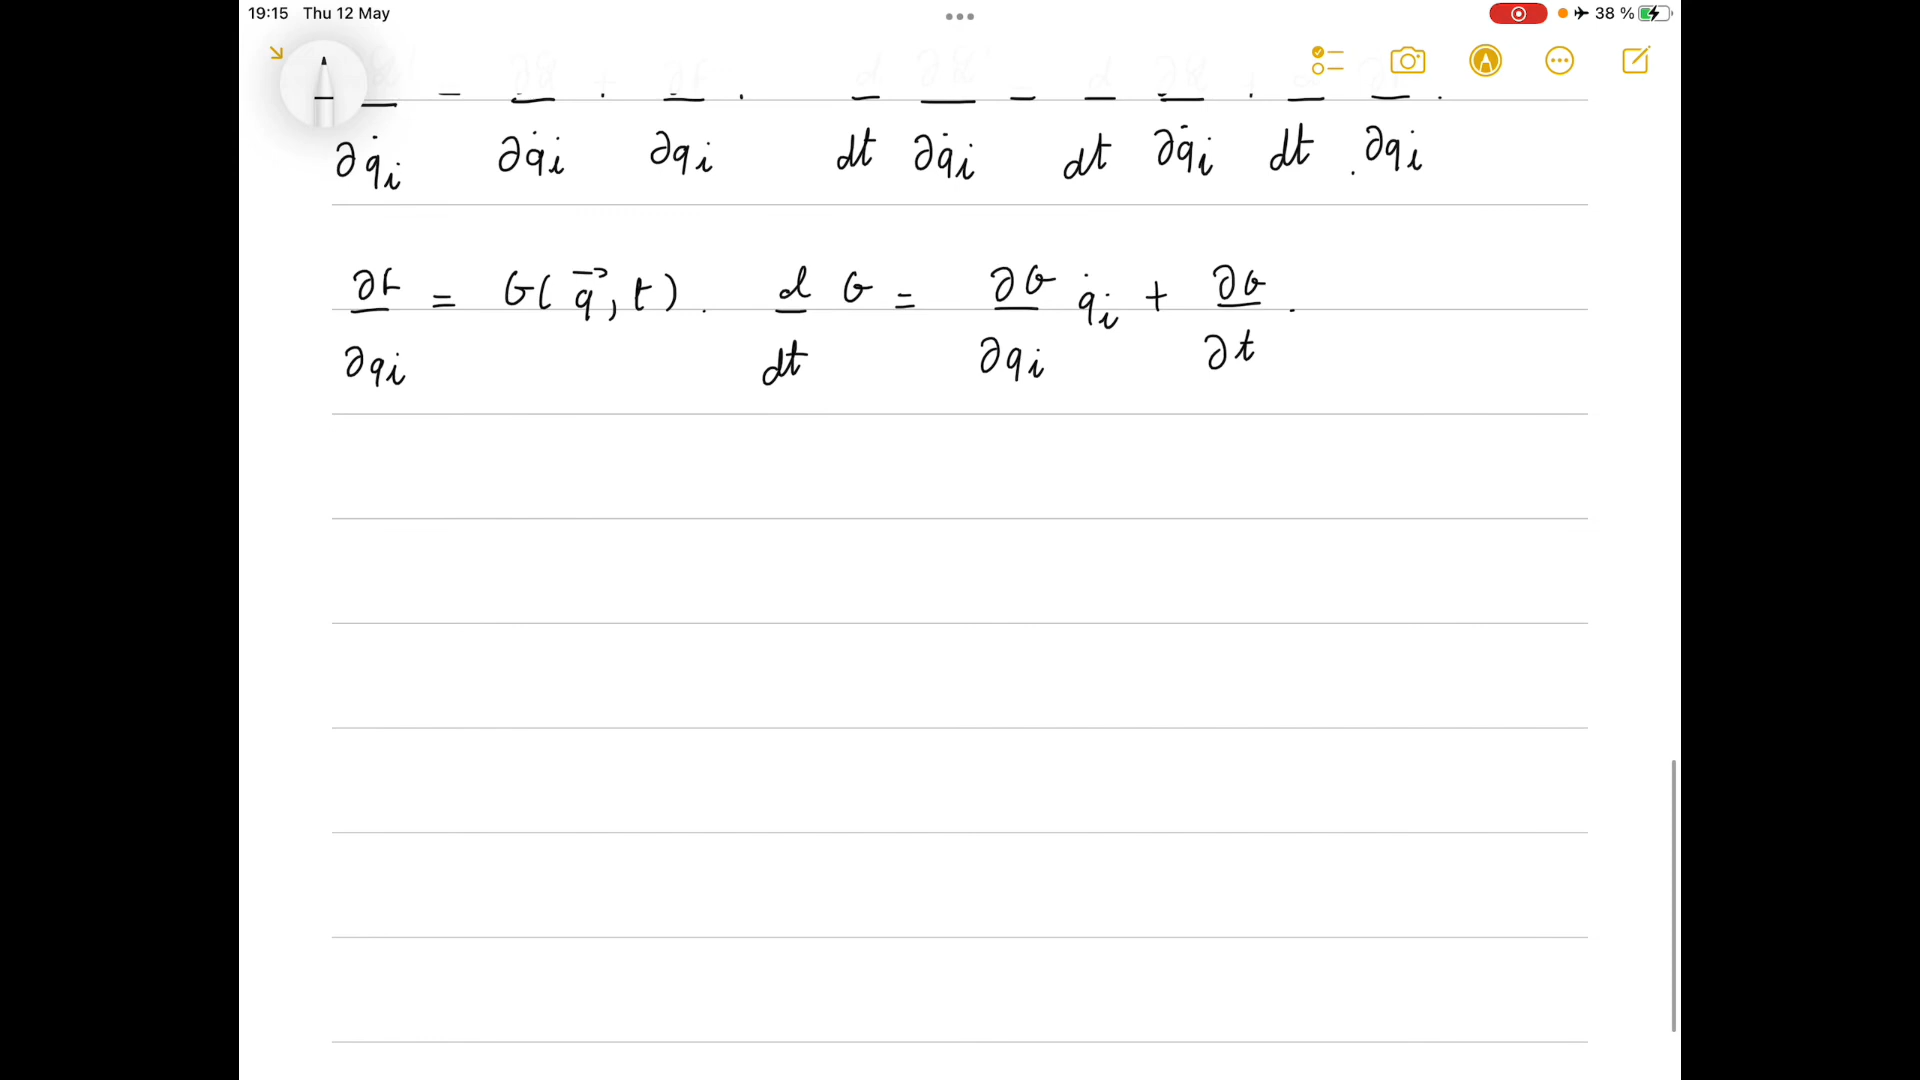 19:15 Thu 12 May 38 %
∂q̇i ∂q̇i ∂qi dt ∂q̇i dt ∂q̇i dt ∂qi
∂F/∂qi = G(q⃗, t). d/dt G = ∂G/∂qi q̇i + ∂G/∂t.